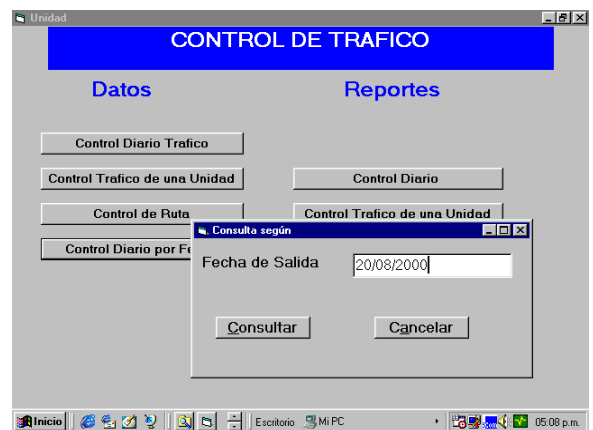 Unidad
CONTROL DE TRAFICO
Datos
Reportes
Control Diario Trafico
Control Trafico de una Unidad
Control Diario
Control de Ruta
Control Trafico de una Unidad
Control Diario por Fe
Consulta según
Fecha de Salida
20/08/2000
Consultar
Cancelar
Inicio
Escritorio
Mi PC
05:08 p.m.